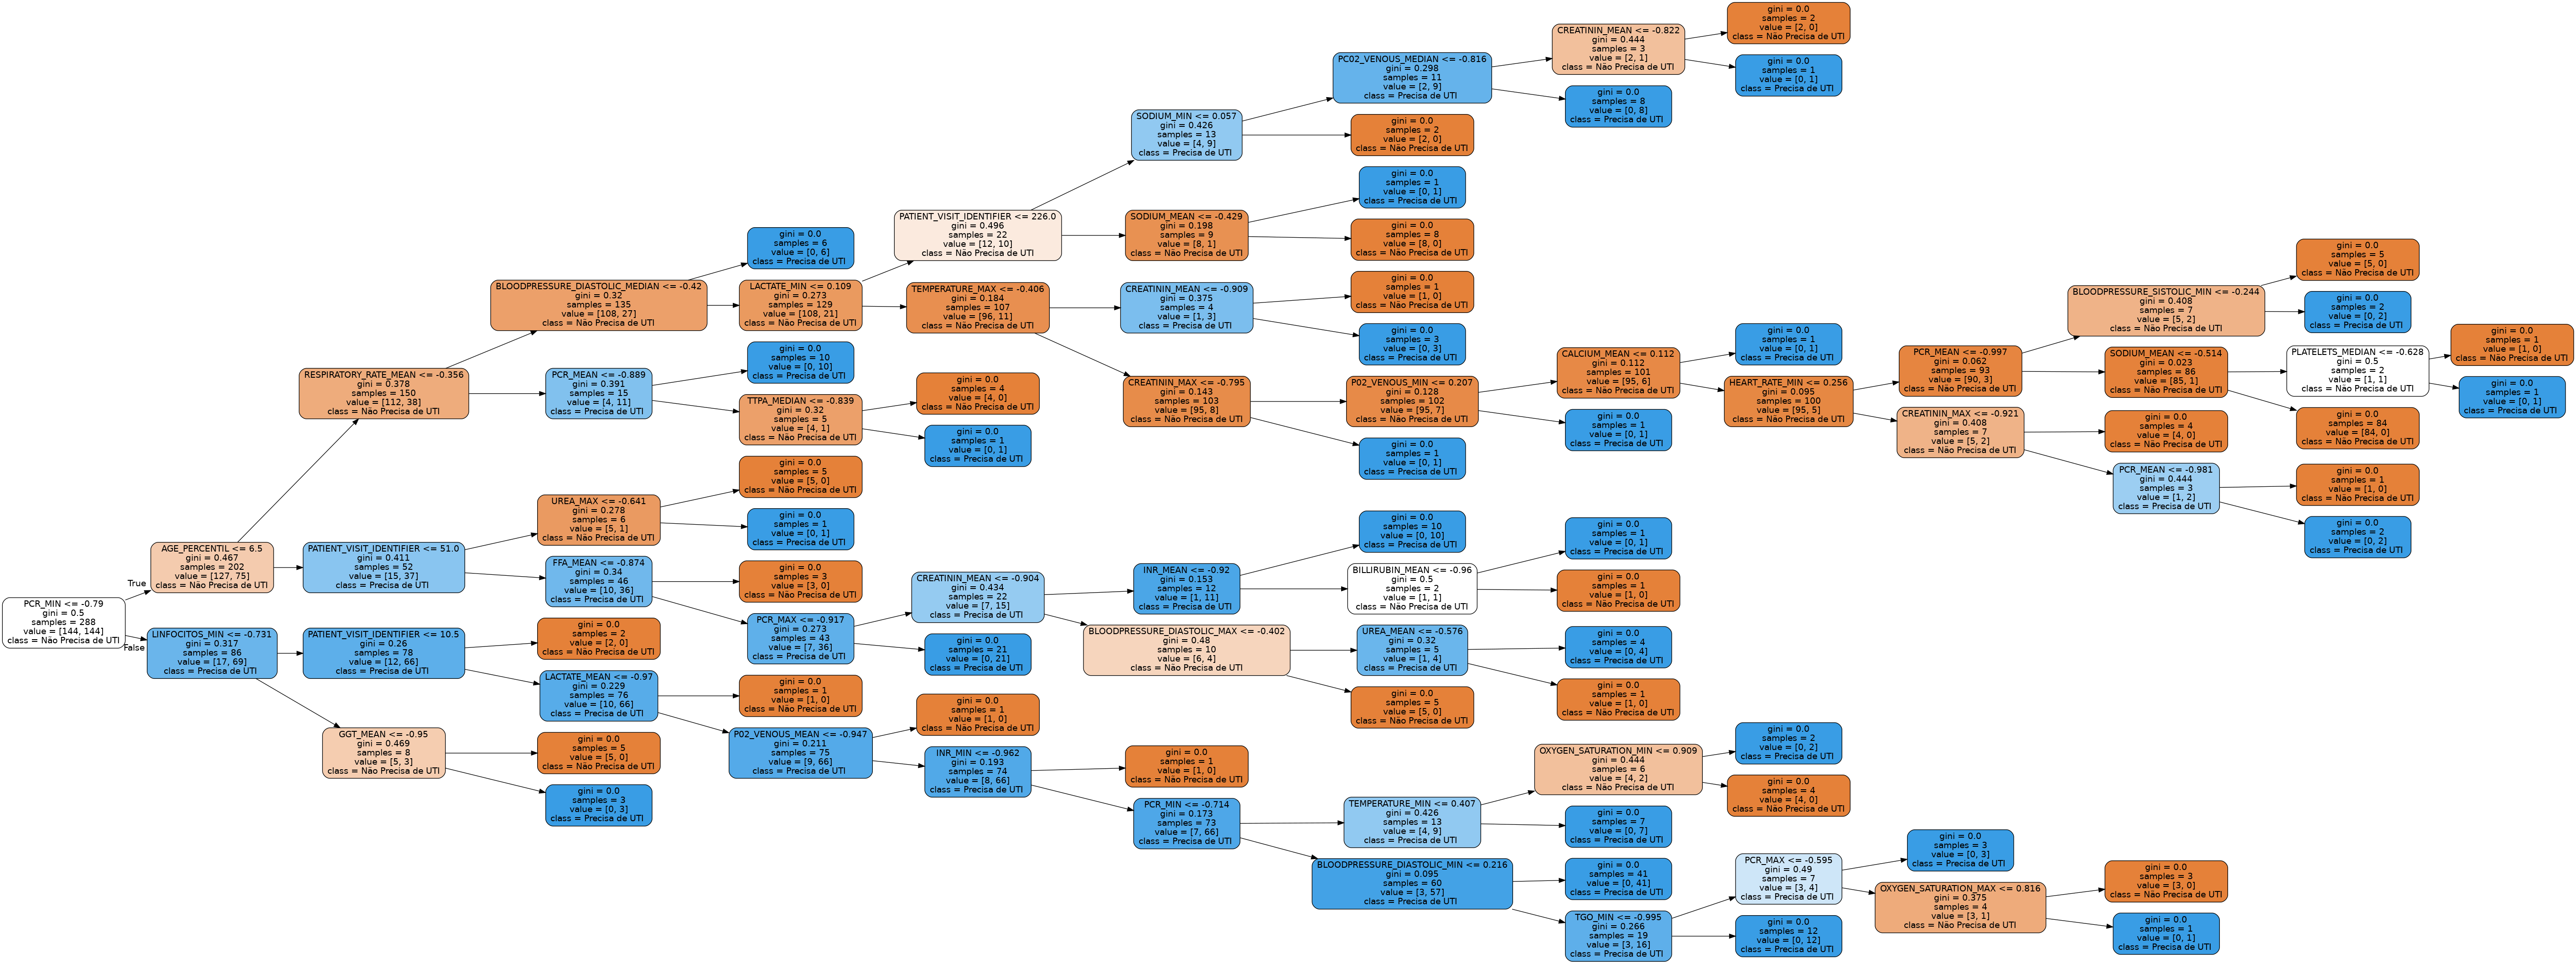 PCR_MIN <= -0.79
gini = 0.5
samples = 288
value = [144, 144]
class = Não Precisa de UTI
True
False
AGE_PERCENTIL <= 6.5
gini = 0.467
samples = 202
value = [127, 75]
class = Não Precisa de UTI
LINFOCITOS_MIN <= -0.731
gini = 0.317
samples = 86
value = [17, 69]
class = Precisa de UTI
RESPIRATORY_RATE_MEAN <= -0.356
gini = 0.378
samples = 150
value = [112, 38]
class = Não Precisa de UTI
PATIENT_VISIT_IDENTIFIER <= 51.0
gini = 0.411
samples = 52
value = [15, 37]
class = Precisa de UTI
PATIENT_VISIT_IDENTIFIER <= 10.5
gini = 0.26
samples = 78
value = [12, 66]
class = Precisa de UTI
GGT_MEAN <= -0.95
gini = 0.469
samples = 8
value = [5, 3]
class = Não Precisa de UTI
BLOODPRESSURE_DIASTOLIC_MEDIAN <= -0.42
gini = 0.32
samples = 135
value = [108, 27]
class = Não Precisa de UTI
PCR_MEAN <= -0.889
gini = 0.391
samples = 15
value = [4, 11]
class = Precisa de UTI
UREA_MAX <= -0.641
gini = 0.278
samples = 6
value = [5, 1]
class = Não Precisa de UTI
FFA_MEAN <= -0.874
gini = 0.34
samples = 46
value = [10, 36]
class = Precisa de UTI
gini = 0.0
samples = 2
value = [2, 0]
class = Não Precisa de UTI
LACTATE_MEAN <= -0.97
gini = 0.229
samples = 76
value = [10, 66]
class = Precisa de UTI
gini = 0.0
samples = 5
value = [5, 0]
class = Não Precisa de UTI
gini = 0.0
samples = 3
value = [0, 3]
class = Precisa de UTI
gini = 0.0
samples = 6
value = [0, 6]
class = Precisa de UTI
LACTATE_MIN <= 0.109
gini = 0.273
samples = 129
value = [108, 21]
class = Não Precisa de UTI
gini = 0.0
samples = 10
value = [0, 10]
class = Precisa de UTI
TTPA_MEDIAN <= -0.839
gini = 0.32
samples = 5
value = [4, 1]
class = Não Precisa de UTI
gini = 0.0
samples = 5
value = [5, 0]
class = Não Precisa de UTI
gini = 0.0
samples = 1
value = [0, 1]
class = Precisa de UTI
gini = 0.0
samples = 3
value = [3, 0]
class = Não Precisa de UTI
PCR_MAX <= -0.917
gini = 0.273
samples = 43
value = [7, 36]
class = Precisa de UTI
gini = 0.0
samples = 1
value = [1, 0]
class = Não Precisa de UTI
P02_VENOUS_MEAN <= -0.947
gini = 0.211
samples = 75
value = [9, 66]
class = Precisa de UTI
PATIENT_VISIT_IDENTIFIER <= 226.0
gini = 0.496
samples = 22
value = [12, 10]
class = Não Precisa de UTI
TEMPERATURE_MAX <= -0.406
gini = 0.184
samples = 107
value = [96, 11]
class = Não Precisa de UTI
gini = 0.0
samples = 4
value = [4, 0]
class = Não Precisa de UTI
gini = 0.0
samples = 1
value = [0, 1]
class = Precisa de UTI
CREATININ_MEAN <= -0.904
gini = 0.434
samples = 22
value = [7, 15]
class = Precisa de UTI
gini = 0.0
samples = 21
value = [0, 21]
class = Precisa de UTI
gini = 0.0
samples = 1
value = [1, 0]
class = Não Precisa de UTI
INR_MIN <= -0.962
gini = 0.193
samples = 74
value = [8, 66]
class = Precisa de UTI
SODIUM_MIN <= 0.057
gini = 0.426
samples = 13
value = [4, 9]
class = Precisa de UTI
SODIUM_MEAN <= -0.429
gini = 0.198
samples = 9
value = [8, 1]
class = Não Precisa de UTI
CREATININ_MEAN <= -0.909
gini = 0.375
samples = 4
value = [1, 3]
class = Precisa de UTI
CREATININ_MAX <= -0.795
gini = 0.143
samples = 103
value = [95, 8]
class = Não Precisa de UTI
INR_MEAN <= -0.92
gini = 0.153
samples = 12
value = [1, 11]
class = Precisa de UTI
BLOODPRESSURE_DIASTOLIC_MAX <= -0.402
gini = 0.48
samples = 10
value = [6, 4]
class = Não Precisa de UTI
gini = 0.0
samples = 1
value = [1, 0]
class = Não Precisa de UTI
PCR_MIN <= -0.714
gini = 0.173
samples = 73
value = [7, 66]
class = Precisa de UTI
PC02_VENOUS_MEDIAN <= -0.816
gini = 0.298
samples = 11
value = [2, 9]
class = Precisa de UTI
gini = 0.0
samples = 2
value = [2, 0]
class = Não Precisa de UTI
gini = 0.0
samples = 1
value = [0, 1]
class = Precisa de UTI
gini = 0.0
samples = 8
value = [8, 0]
class = Não Precisa de UTI
gini = 0.0
samples = 1
value = [1, 0]
class = Não Precisa de UTI
gini = 0.0
samples = 3
value = [0, 3]
class = Precisa de UTI
P02_VENOUS_MIN <= 0.207
gini = 0.128
samples = 102
value = [95, 7]
class = Não Precisa de UTI
gini = 0.0
samples = 1
value = [0, 1]
class = Precisa de UTI
gini = 0.0
samples = 10
value = [0, 10]
class = Precisa de UTI
BILLIRUBIN_MEAN <= -0.96
gini = 0.5
samples = 2
value = [1, 1]
class = Não Precisa de UTI
UREA_MEAN <= -0.576
gini = 0.32
samples = 5
value = [1, 4]
class = Precisa de UTI
gini = 0.0
samples = 5
value = [5, 0]
class = Não Precisa de UTI
TEMPERATURE_MIN <= 0.407
gini = 0.426
samples = 13
value = [4, 9]
class = Precisa de UTI
BLOODPRESSURE_DIASTOLIC_MIN <= 0.216
gini = 0.095
samples = 60
value = [3, 57]
class = Precisa de UTI
CREATININ_MEAN <= -0.822
gini = 0.444
samples = 3
value = [2, 1]
class = Não Precisa de UTI
gini = 0.0
samples = 8
value = [0, 8]
class = Precisa de UTI
CALCIUM_MEAN <= 0.112
gini = 0.112
samples = 101
value = [95, 6]
class = Não Precisa de UTI
gini = 0.0
samples = 1
value = [0, 1]
class = Precisa de UTI
gini = 0.0
samples = 1
value = [0, 1]
class = Precisa de UTI
gini = 0.0
samples = 1
value = [1, 0]
class = Não Precisa de UTI
gini = 0.0
samples = 4
value = [0, 4]
class = Precisa de UTI
gini = 0.0
samples = 1
value = [1, 0]
class = Não Precisa de UTI
OXYGEN_SATURATION_MIN <= 0.909
gini = 0.444
samples = 6
value = [4, 2]
class = Não Precisa de UTI
gini = 0.0
samples = 7
value = [0, 7]
class = Precisa de UTI
gini = 0.0
samples = 41
value = [0, 41]
class = Precisa de UTI
TGO_MIN <= -0.995
gini = 0.266
samples = 19
value = [3, 16]
class = Precisa de UTI
gini = 0.0
samples = 2
value = [2, 0]
class = Não Precisa de UTI
gini = 0.0
samples = 1
value = [0, 1]
class = Precisa de UTI
gini = 0.0
samples = 1
value = [0, 1]
class = Precisa de UTI
HEART_RATE_MIN <= 0.256
gini = 0.095
samples = 100
value = [95, 5]
class = Não Precisa de UTI
gini = 0.0
samples = 2
value = [0, 2]
class = Precisa de UTI
gini = 0.0
samples = 4
value = [4, 0]
class = Não Precisa de UTI
PCR_MAX <= -0.595
gini = 0.49
samples = 7
value = [3, 4]
class = Precisa de UTI
gini = 0.0
samples = 12
value = [0, 12]
class = Precisa de UTI
PCR_MEAN <= -0.997
gini = 0.062
samples = 93
value = [90, 3]
class = Não Precisa de UTI
CREATININ_MAX <= -0.921
gini = 0.408
samples = 7
value = [5, 2]
class = Não Precisa de UTI
gini = 0.0
samples = 3
value = [0, 3]
class = Precisa de UTI
OXYGEN_SATURATION_MAX <= 0.816
gini = 0.375
samples = 4
value = [3, 1]
class = Não Precisa de UTI
BLOODPRESSURE_SISTOLIC_MIN <= -0.244
gini = 0.408
samples = 7
value = [5, 2]
class = Não Precisa de UTI
SODIUM_MEAN <= -0.514
gini = 0.023
samples = 86
value = [85, 1]
class = Não Precisa de UTI
gini = 0.0
samples = 4
value = [4, 0]
class = Não Precisa de UTI
PCR_MEAN <= -0.981
gini = 0.444
samples = 3
value = [1, 2]
class = Precisa de UTI
gini = 0.0
samples = 3
value = [3, 0]
class = Não Precisa de UTI
gini = 0.0
samples = 1
value = [0, 1]
class = Precisa de UTI
gini = 0.0
samples = 5
value = [5, 0]
class = Não Precisa de UTI
gini = 0.0
samples = 2
value = [0, 2]
class = Precisa de UTI
PLATELETS_MEDIAN <= -0.628
gini = 0.5
samples = 2
value = [1, 1]
class = Não Precisa de UTI
gini = 0.0
samples = 84
value = [84, 0]
class = Não Precisa de UTI
gini = 0.0
samples = 1
value = [1, 0]
class = Não Precisa de UTI
gini = 0.0
samples = 2
value = [0, 2]
class = Precisa de UTI
gini = 0.0
samples = 1
value = [1, 0]
class = Não Precisa de UTI
gini = 0.0
samples = 1
value = [0, 1]
class = Precisa de UTI